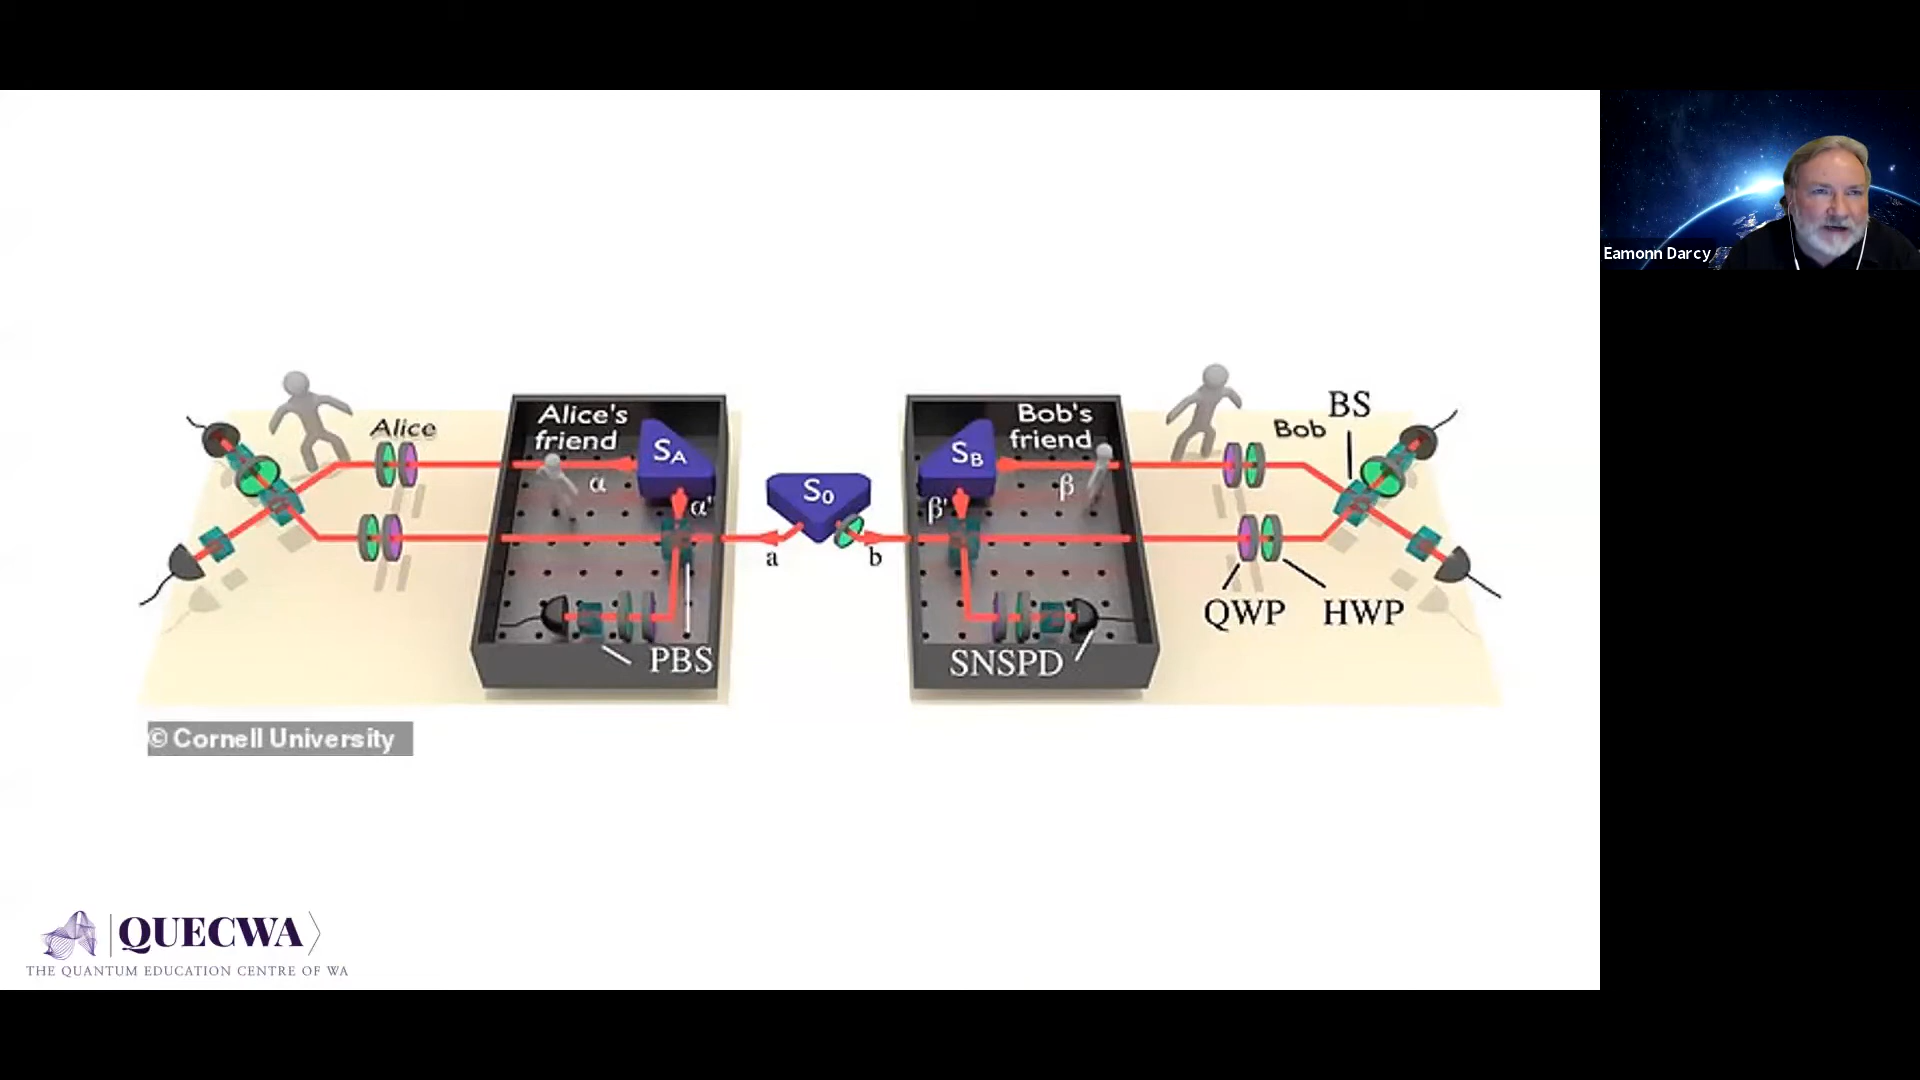 Eamonn Darcy
Alice
Alice's
friend
S_A
α
α'
S₀
a
b
Bob's
friend
S_B
β
β'
Bob
BS
QWP
HWP
PBS
SNSPD
© Cornell University
QUECWA
THE QUANTUM EDUCATION CENTRE OF WA